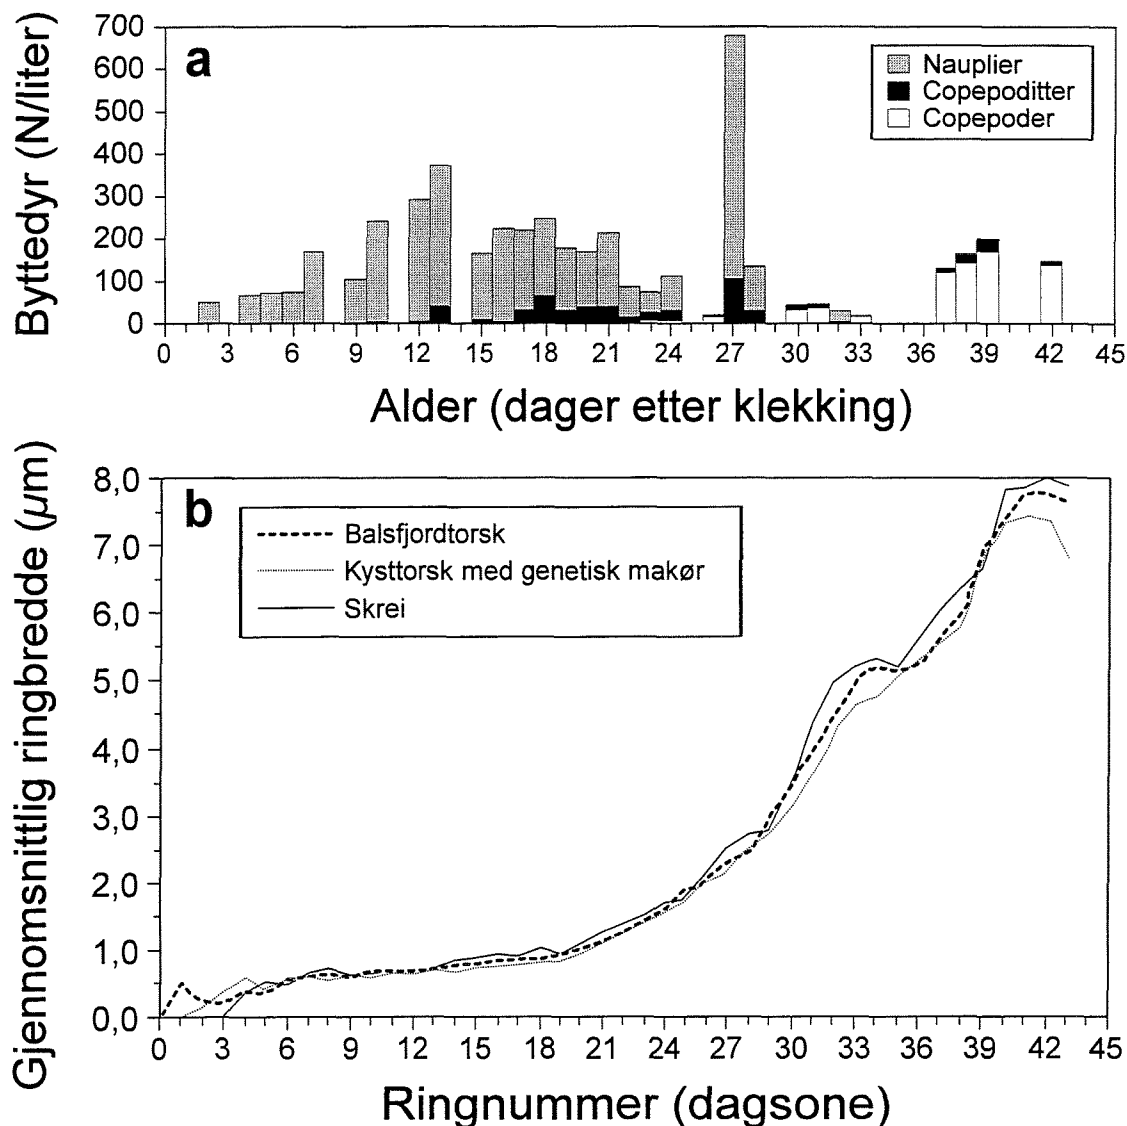 a
Byttedyr (N/liter)
700
600
500
400
300
200
100
0
Nauplier
Copepoditter
Copepoder
0 3 6 9 12 15 18 21 24 27 30 33 36 39 42 45
Alder (dager etter klekking)
b
Gjennomsnittlig ringbredde (µm)
8,0
7,0
6,0
5,0
4,0
3,0
2,0
1,0
0,0
Balsfjordtorsk
Kysttorsk med genetisk makør
Skrei
0 3 6 9 12 15 18 21 24 27 30 33 36 39 42 45
Ringnummer (dagsone)